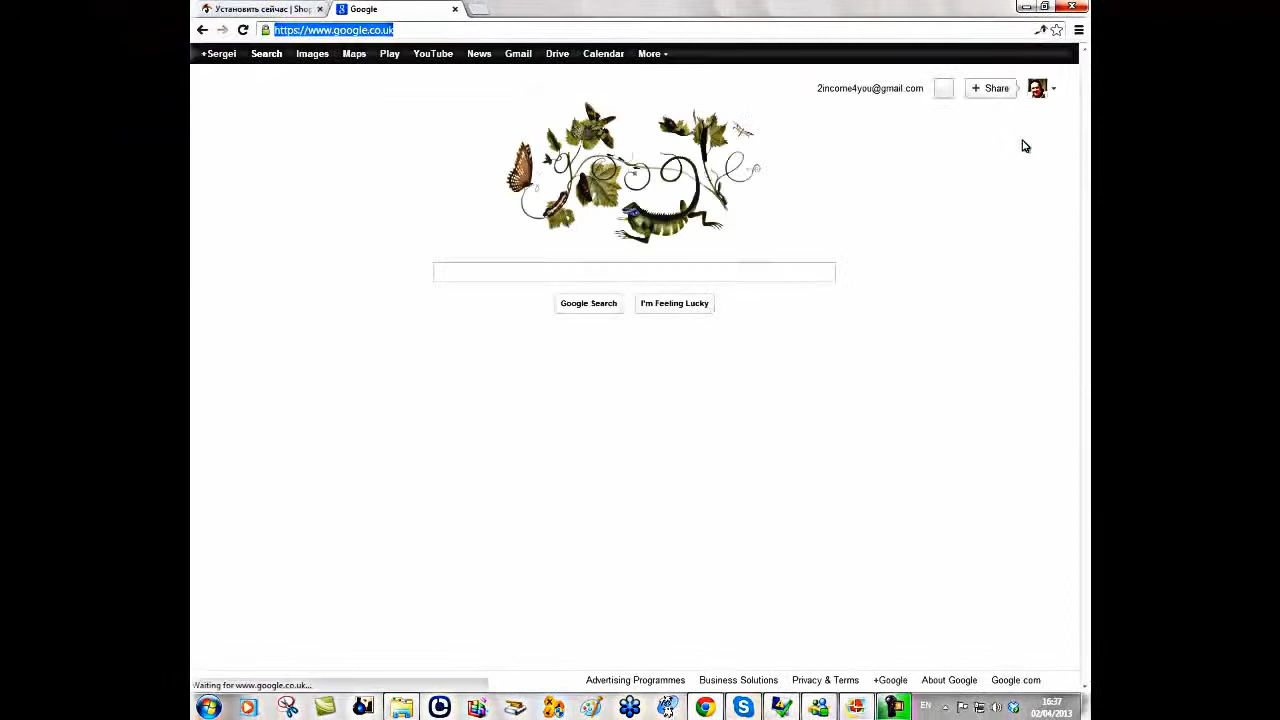 Установить сейчас | Shop
Google
https://www.google.co.uk
+Sergei Search Images Maps Play YouTube News Gmail Drive Calendar More
2income4you@gmail.com
+ Share
Google Search
I'm Feeling Lucky
Waiting for www.google.co.uk...
Advertising Programmes Business Solutions Privacy & Terms +Google About Google Google.com
EN
16:37
02/04/2013